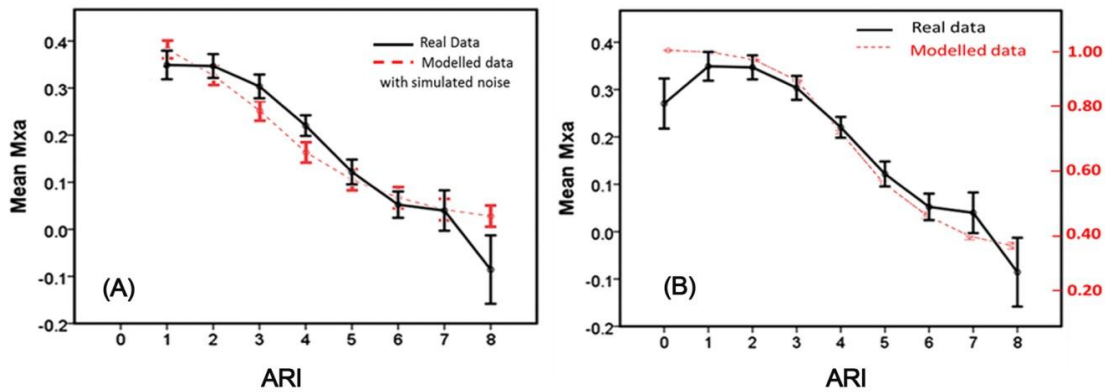 0.4
0.3
0.2
0.1
0.0
-0.1
-0.2
Mean Mxa
Real Data
Modelled data
with simulated noise
(A)
0 1 2 3 4 5 6 7 8
ARI
0.4
0.3
0.2
0.1
0.0
-0.1
-0.2
Mean Mxa
Real data
Modelled data
(B)
0 1 2 3 4 5 6 7 8
ARI
1.00
0.80
0.60
0.40
0.20